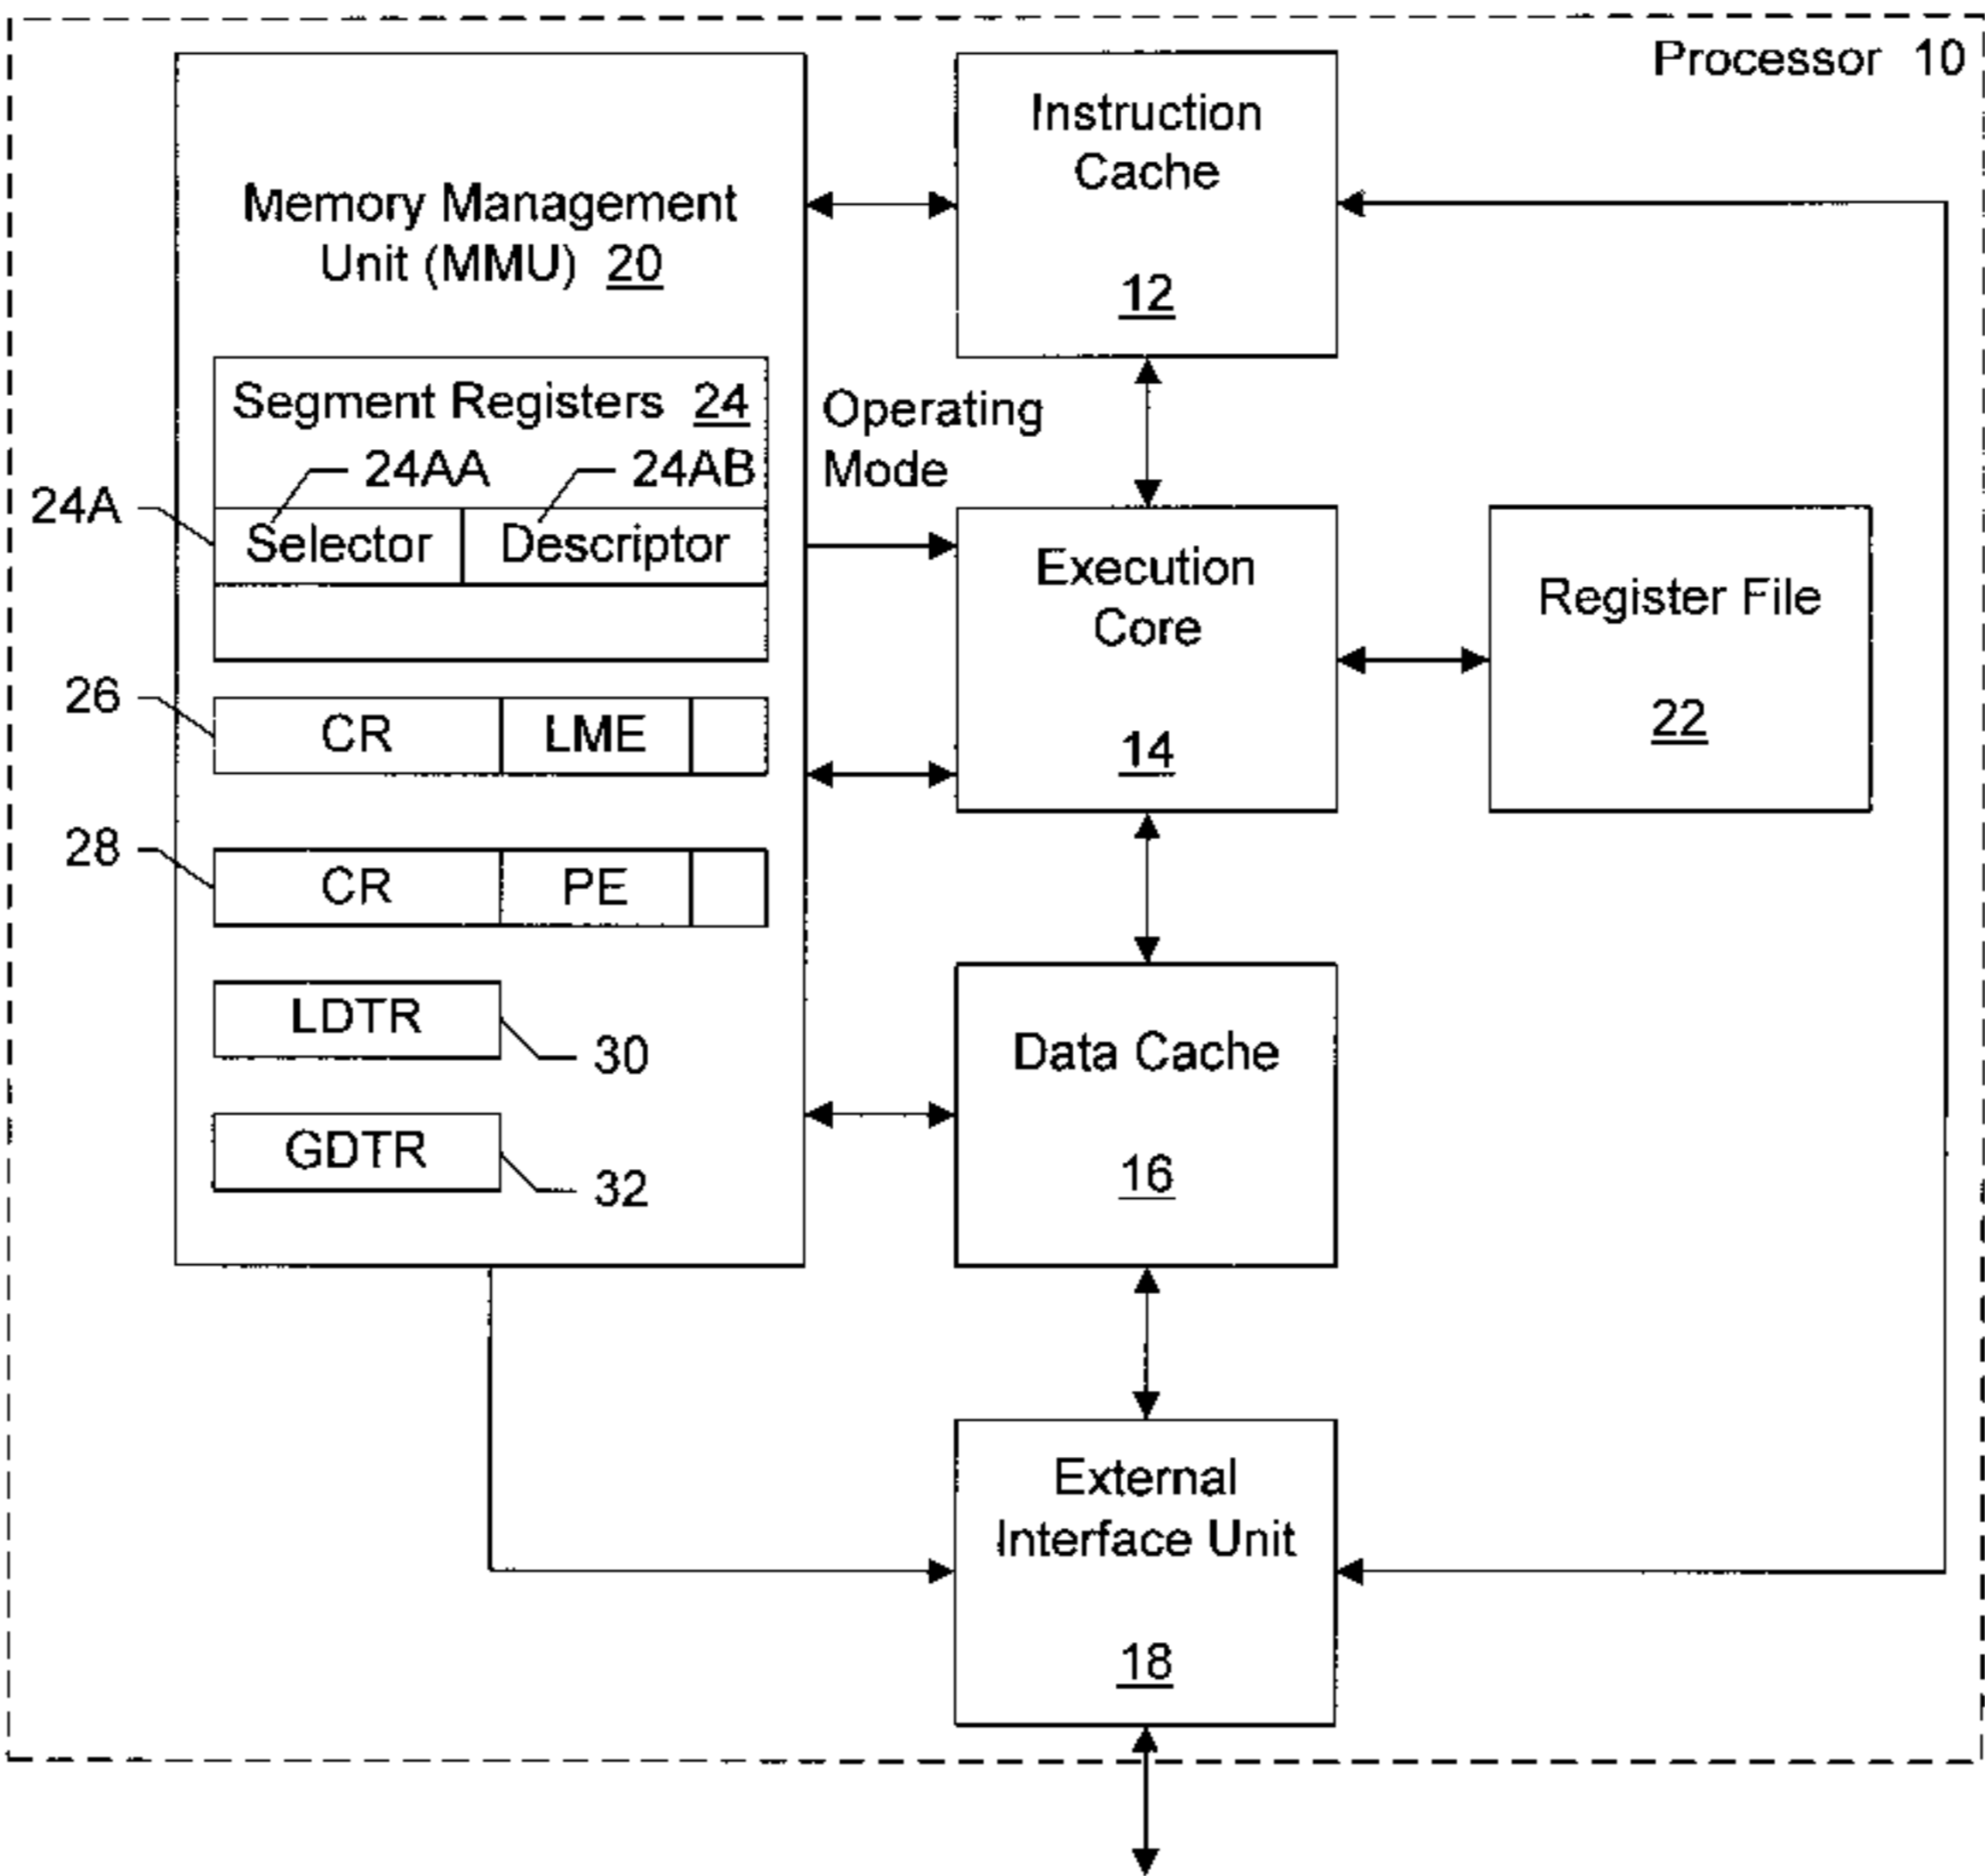 Processor 10
Instruction
Cache
12
Memory Management
Unit (MMU) 20
Segment Registers 24
24AA
24AB
24A
Selector
Descriptor
Operating
Mode
Execution
Core
14
Register File
22
26
CR
LME
28
CR
PE
LDTR
30
GDTR
32
Data Cache
16
External
Interface Unit
18